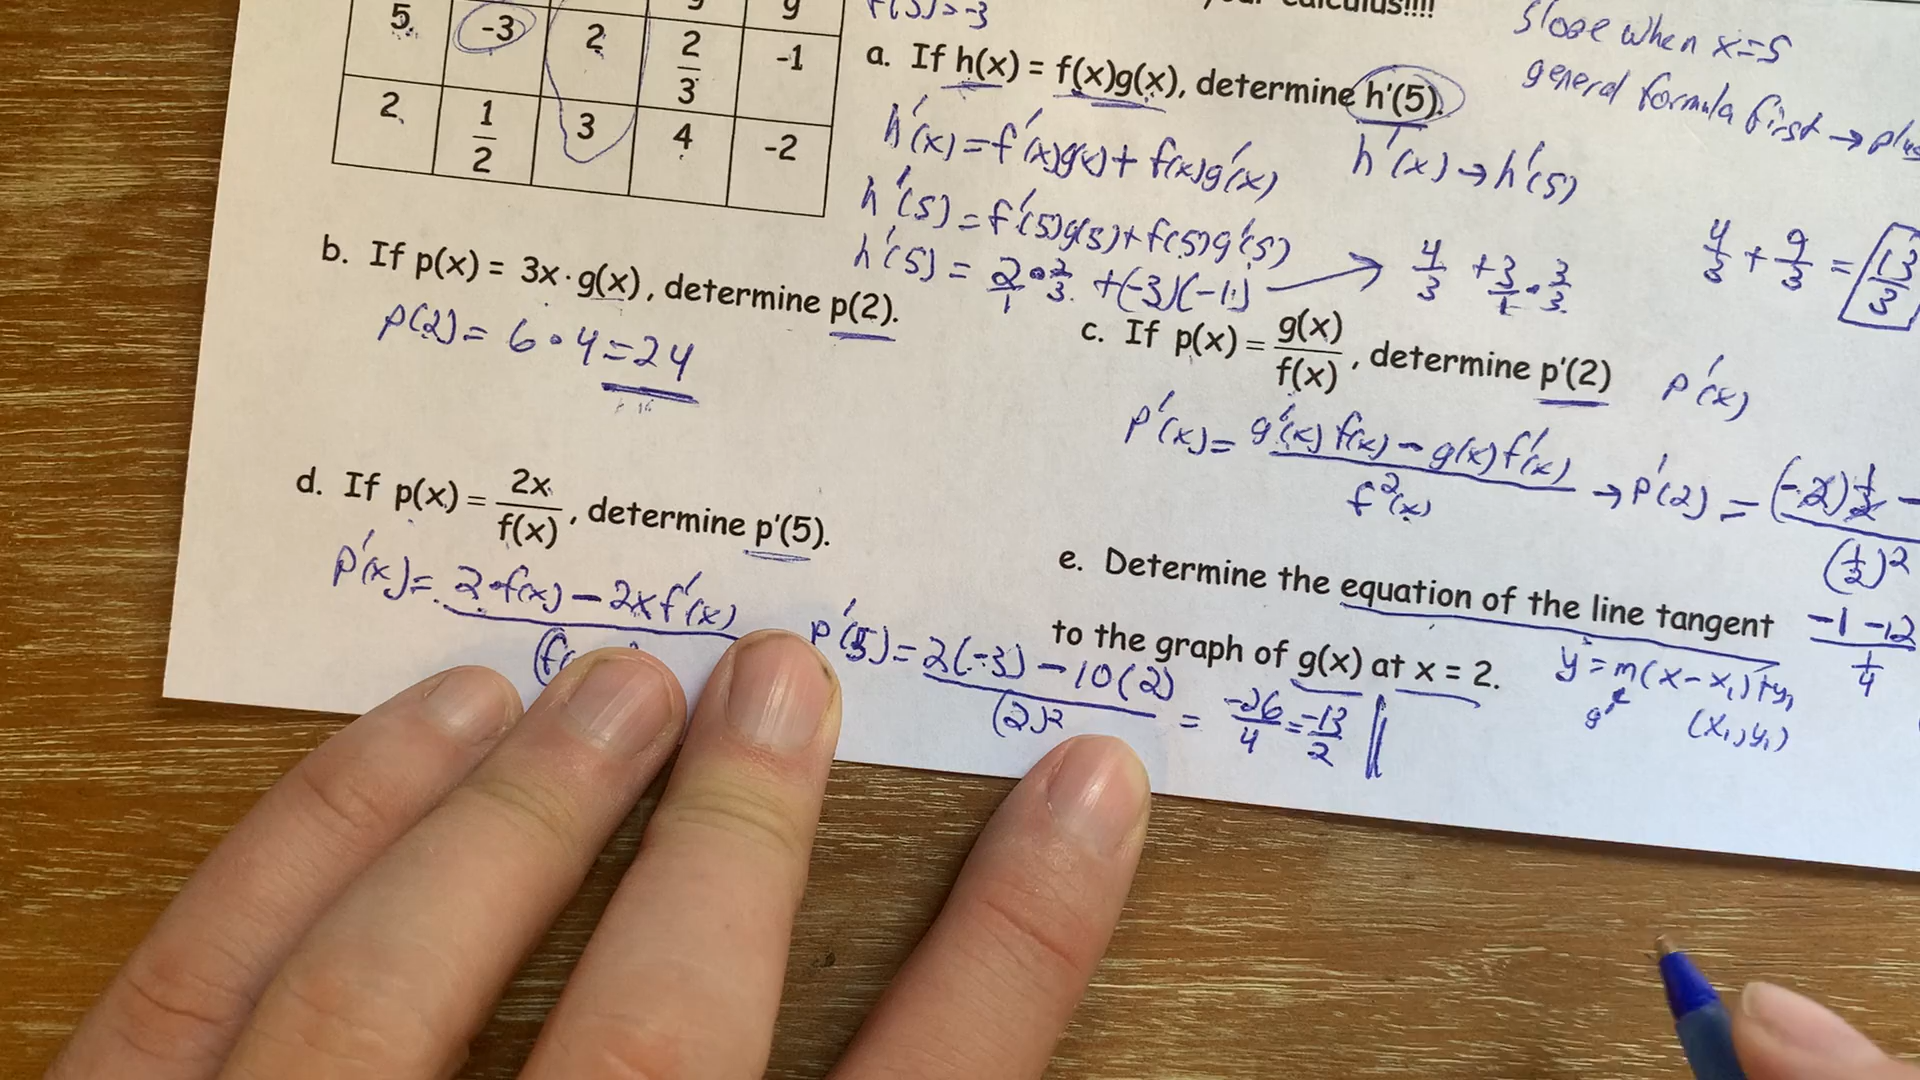 5 -3 2 2/3 -1
2 1/2 3 4 -2
f(5) = -3
calculus!!!!
a. If h(x) = f(x)g(x), determine h'(5).
h'(x) = f'(x)g(x) + f(x)g'(x)
h'(x) → h'(5)
h'(5) = f'(5)g(5) + f(5)g'(5)
h'(5) = 2/1 • 2/3 + (-3)(-1) → 4/3 + 3/1 • 3/3
4/3 + 9/3 = 13/3
slope when x=5
general formula first →
b. If p(x) = 3x · g(x), determine p(2).
p(2) = 6 • 4 = 24
c. If p(x) = g(x)/f(x), determine p'(2)
p'(x)
p'(x) = g'(x) f(x) - g(x) f'(x) / f²(x) → p'(2) = (-2) 1/2 - / (1/2)²
-1 - 12 / 1/4
d. If p(x) = 2x/f(x), determine p'(5).
p'(x) = 2 • f(x) - 2x f'(x)
p'(5) = 2(-3) - 10(2) / (2)² = -26/4 = -13/2
e. Determine the equation of the line tangent
to the graph of g(x) at x = 2.
y = m(x - x₁) + y₁
(x₁, y₁)